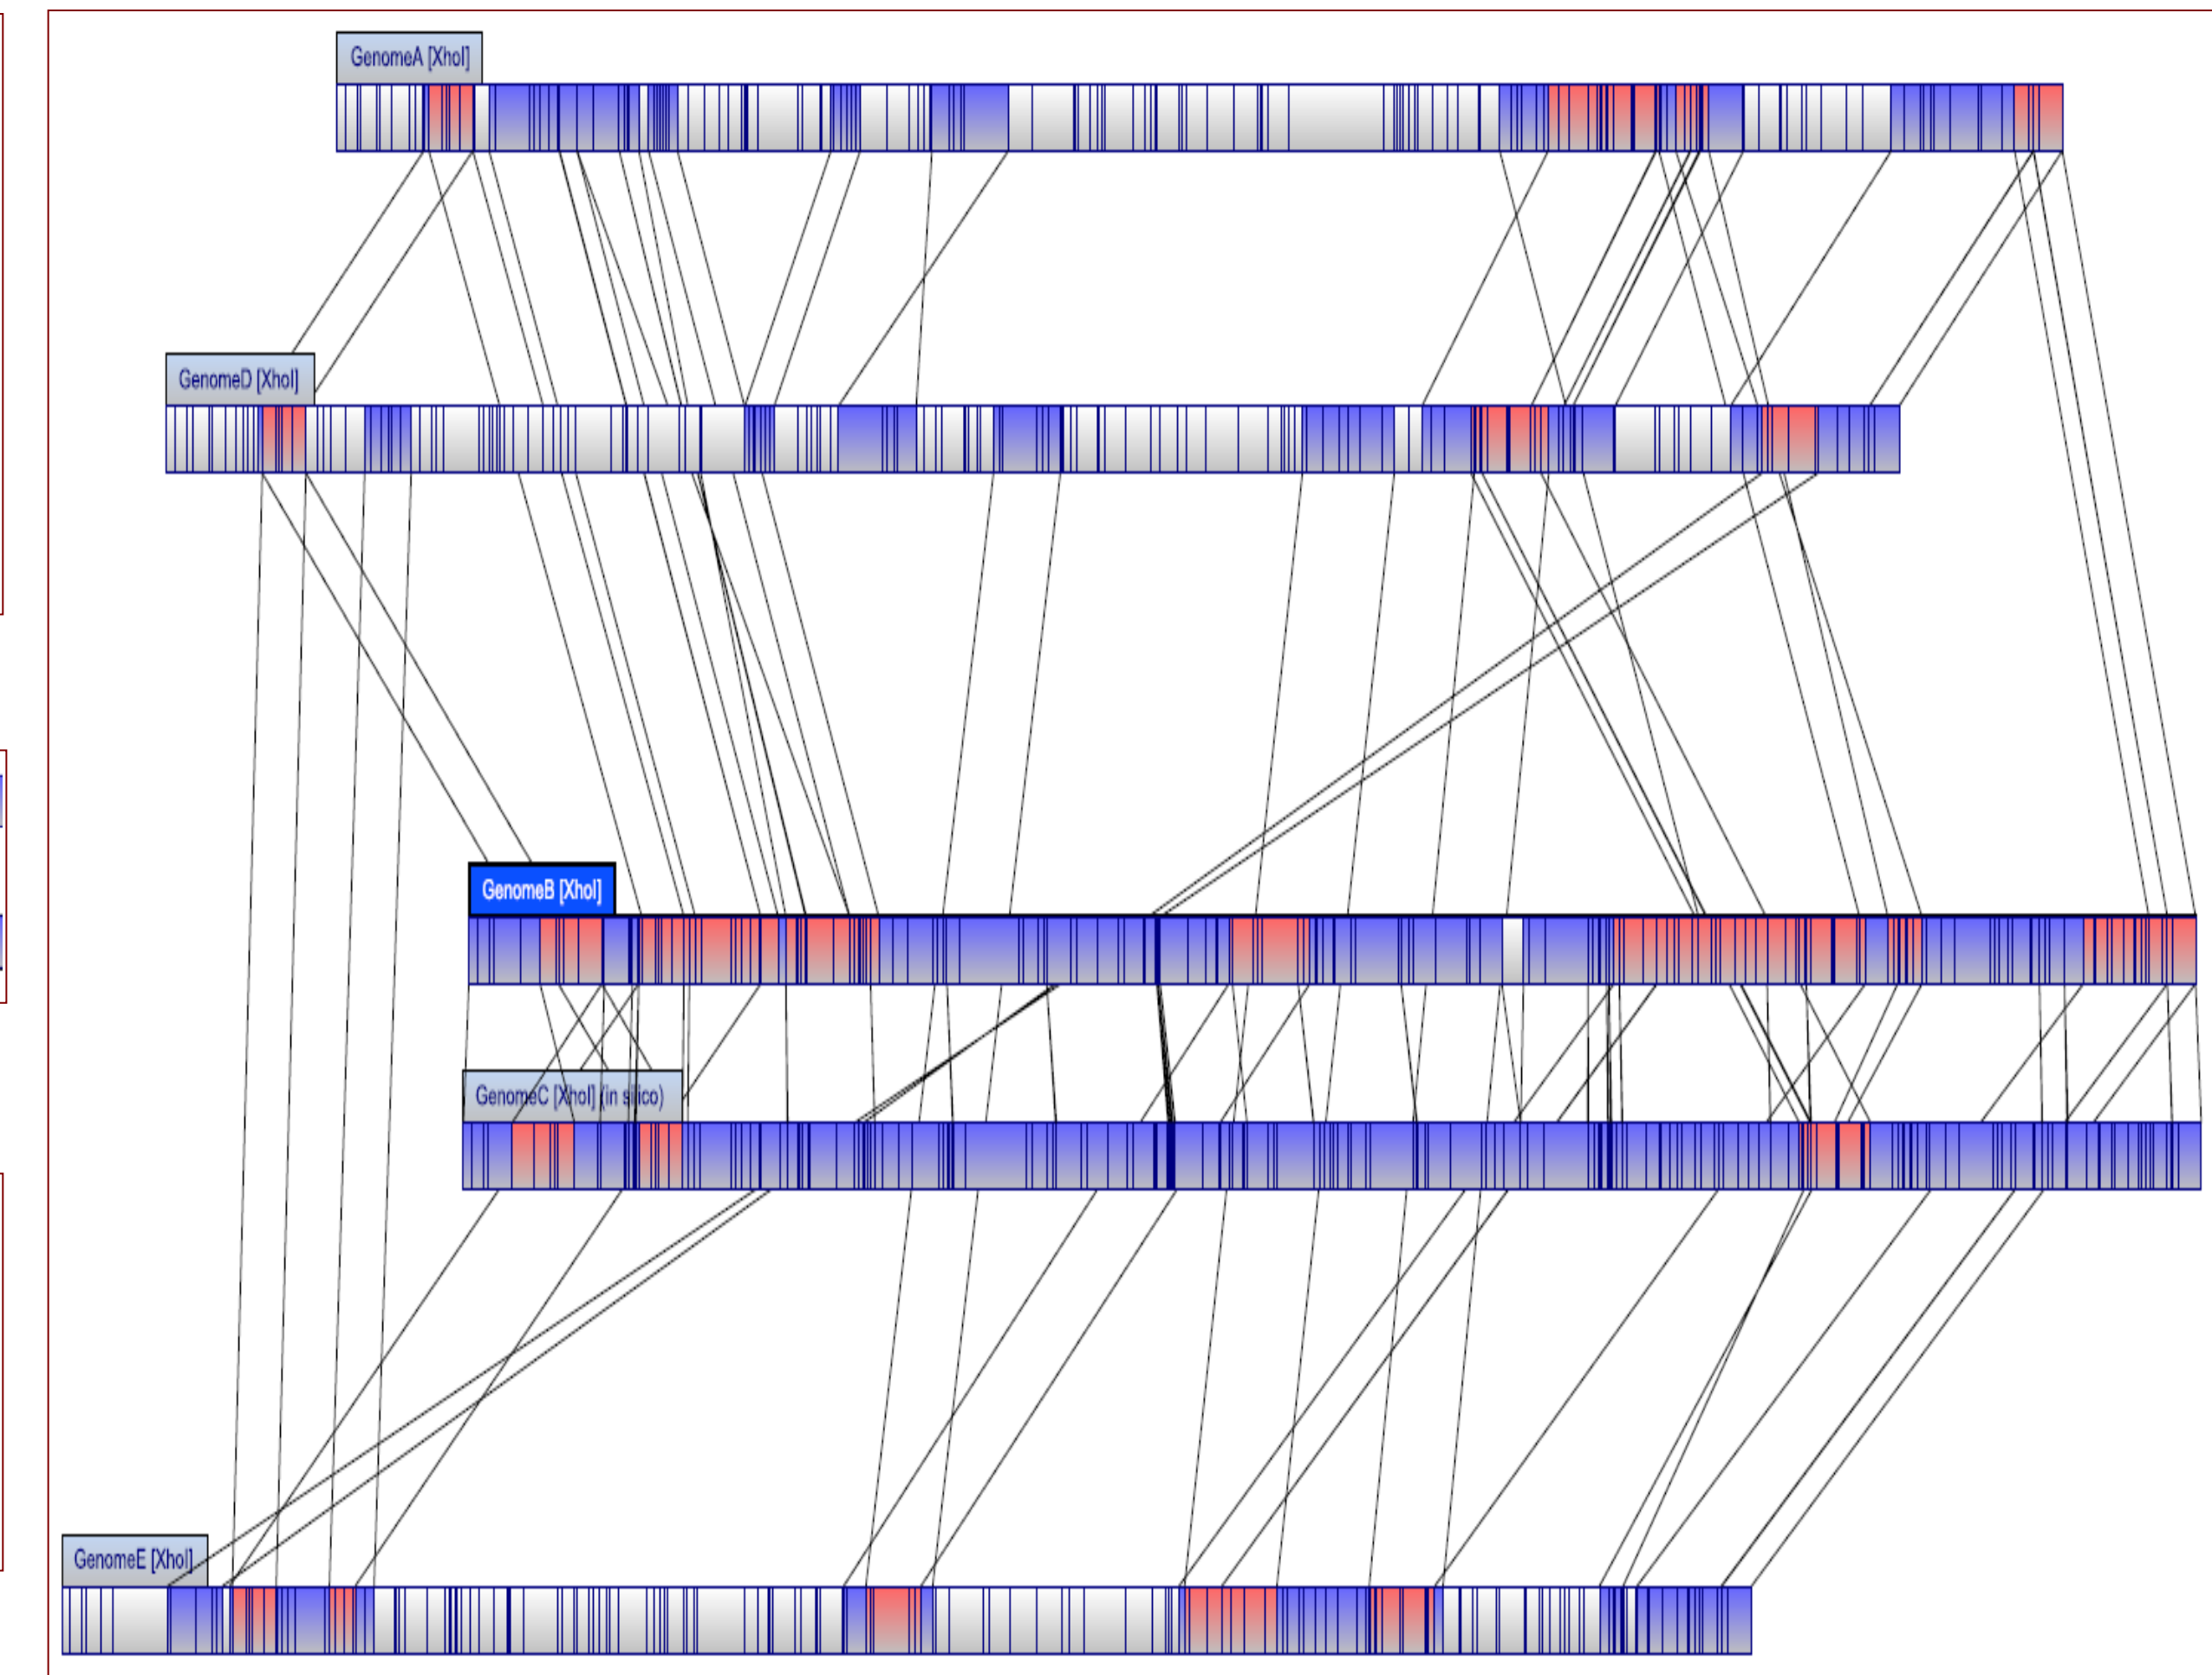 GenomeA [XhoI]
GenomeD [XhoI]
GenomeB [XhoI]
GenomeC [XhoI] (in silico)
GenomeE [XhoI]